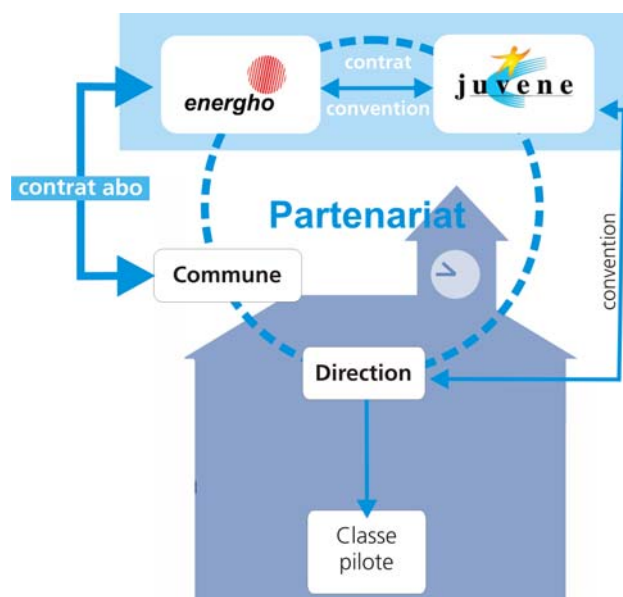 contrat
energho
juvene
convention
contrat abo
Partenariat
Commune
convention
Direction
Classe
pilote